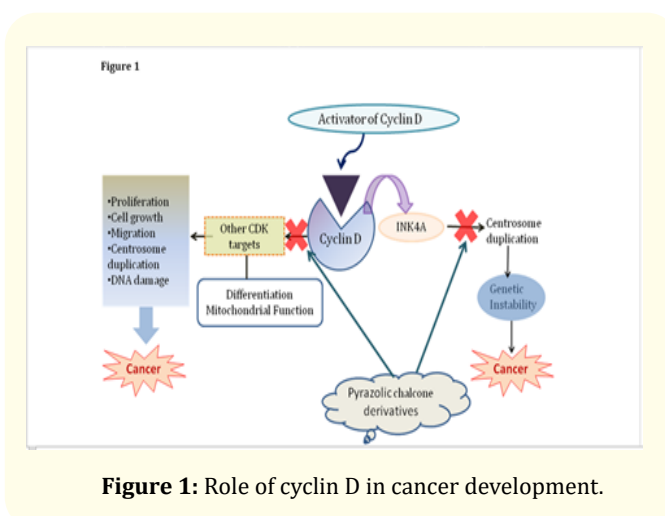 Figure 1
Activator of Cyclin D
•Proliferation
•Cell growth
•Migration
•Centrosome
duplication
•DNA damage
Other CDK
targets
Cyclin D
INK4A
Centrosome
duplication
Differentiation
Mitochondrial Function
Genetic
Instability
Cancer
Cancer
Pyrazolic chalcone
derivatives
Figure 1: Role of cyclin D in cancer development.